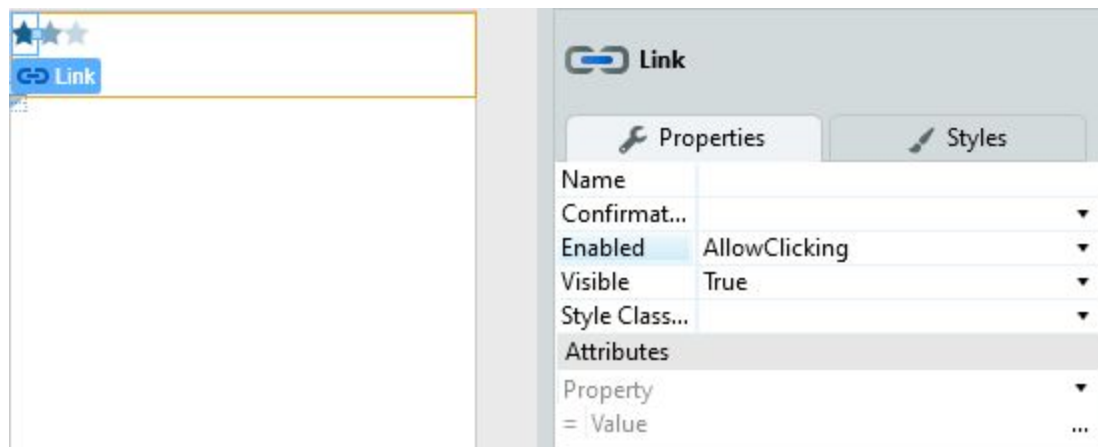 Link
Link
Properties
Styles
Name
Confirmat...
Enabled AllowClicking
Visible True
Style Class...
Attributes
Property
= Value ...